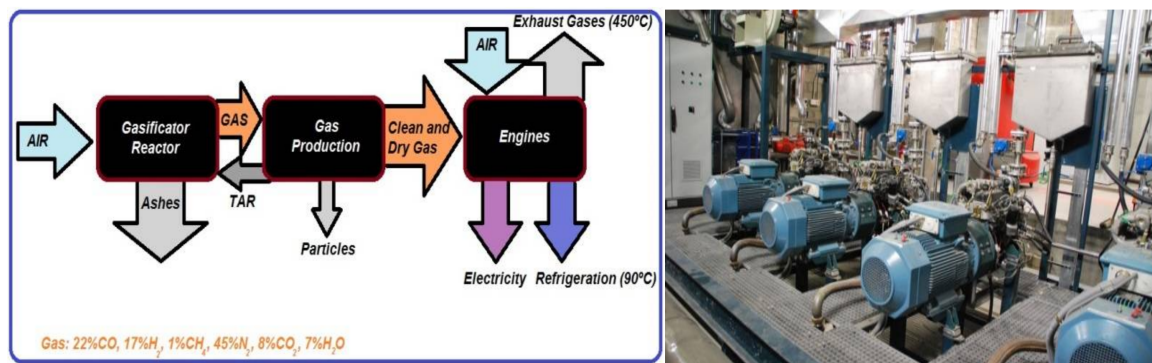 Exhaust Gases (450ºC)
AIR
AIR
Gasificator
Reactor
GAS
Gas
Production
Clean and
Dry Gas
Engines
Ashes
TAR
Particles
Electricity
Refrigeration (90ºC)
Gas: 22%CO, 17%H₂, 1%CH₄, 45%N₂, 8%CO₂, 7%H₂O